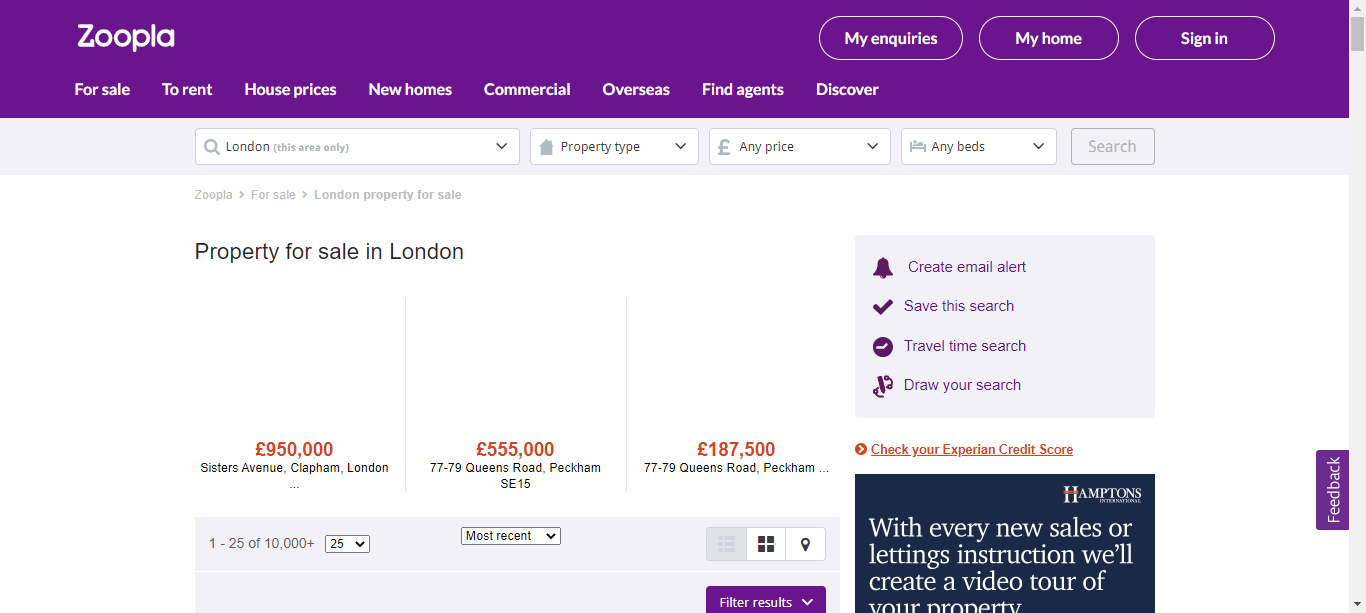 Zoopla
My enquiries
My home
Sign in
For sale
To rent
House prices
New homes
Commercial
Overseas
Find agents
Discover
London (this area only)
Property type
£ Any price
Any beds
Search
Zoopla > For sale > London property for sale
Property for sale in London
£950,000
Sisters Avenue, Clapham, London
...
£555,000
77-79 Queens Road, Peckham
SE15
£187,500
77-79 Queens Road, Peckham ...
1 - 25 of 10,000+
25
Most recent
Filter results
Create email alert
Save this search
Travel time search
Draw your search
Check your Experian Credit Score
HAMPTONS
INTERNATIONAL
With every new sales or
lettings instruction we'll
create a video tour of
your property
Feedback